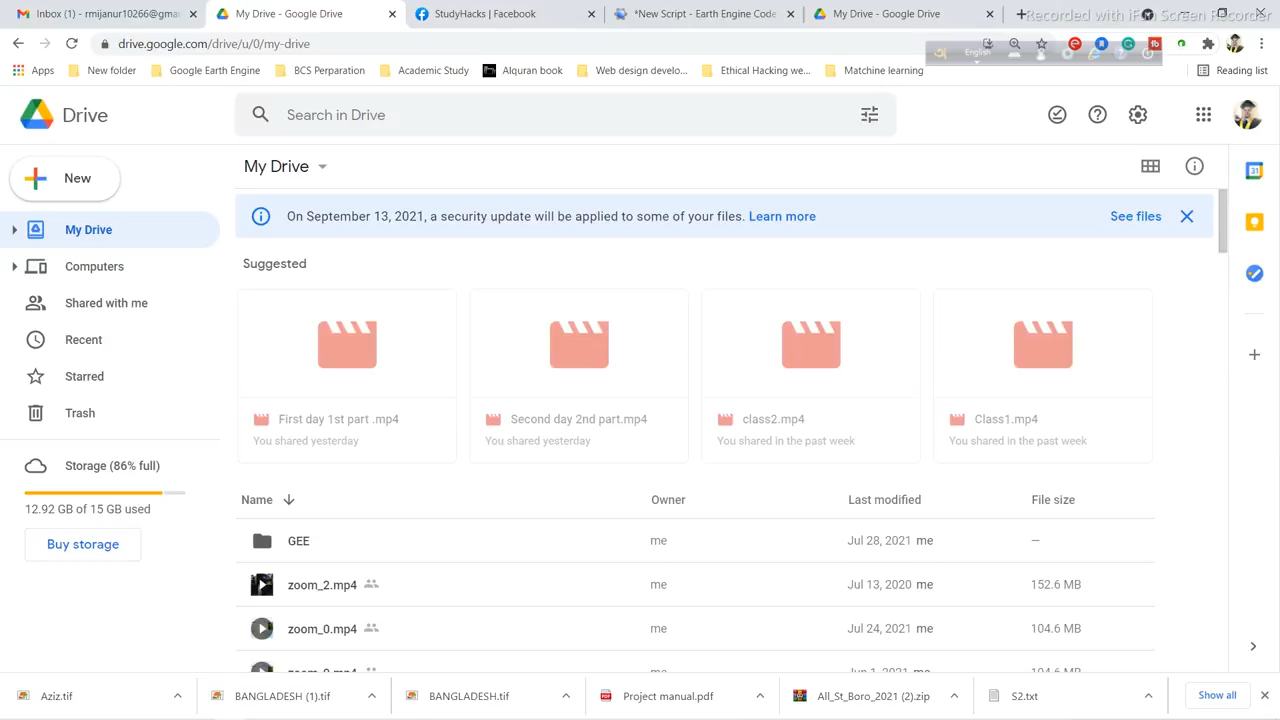 Inbox (1) - rmijanur10266@gma
My Drive - Google Drive
StudyHacks | Facebook
*New Script - Earth Engine Code
My Drive - Google Drive
Recorded with iFun Screen Recorder
drive.google.com/drive/u/0/my-drive
English
Apps
New folder
Google Earth Engine
BCS Perparation
Academic Study
Alquran book
Web design develo...
Ethical Hacking we...
Matchine learning
Reading list
Drive
Search in Drive
New
My Drive
On September 13, 2021, a security update will be applied to some of your files. Learn more
See files
My Drive
Computers
Shared with me
Recent
Starred
Trash
Storage (86% full)
12.92 GB of 15 GB used
Buy storage
Suggested
First day 1st part .mp4
You shared yesterday
Second day 2nd part.mp4
You shared yesterday
class2.mp4
You shared in the past week
Class1.mp4
You shared in the past week
Name Owner Last modified File size
GEE me Jul 28, 2021 me —
zoom_2.mp4 me Jul 13, 2020 me 152.6 MB
zoom_0.mp4 me Jul 24, 2021 me 104.6 MB
31
Aziz.tif
BANGLADESH (1).tif
BANGLADESH.tif
Project manual.pdf
All_St_Boro_2021 (2).zip
S2.txt
Show all